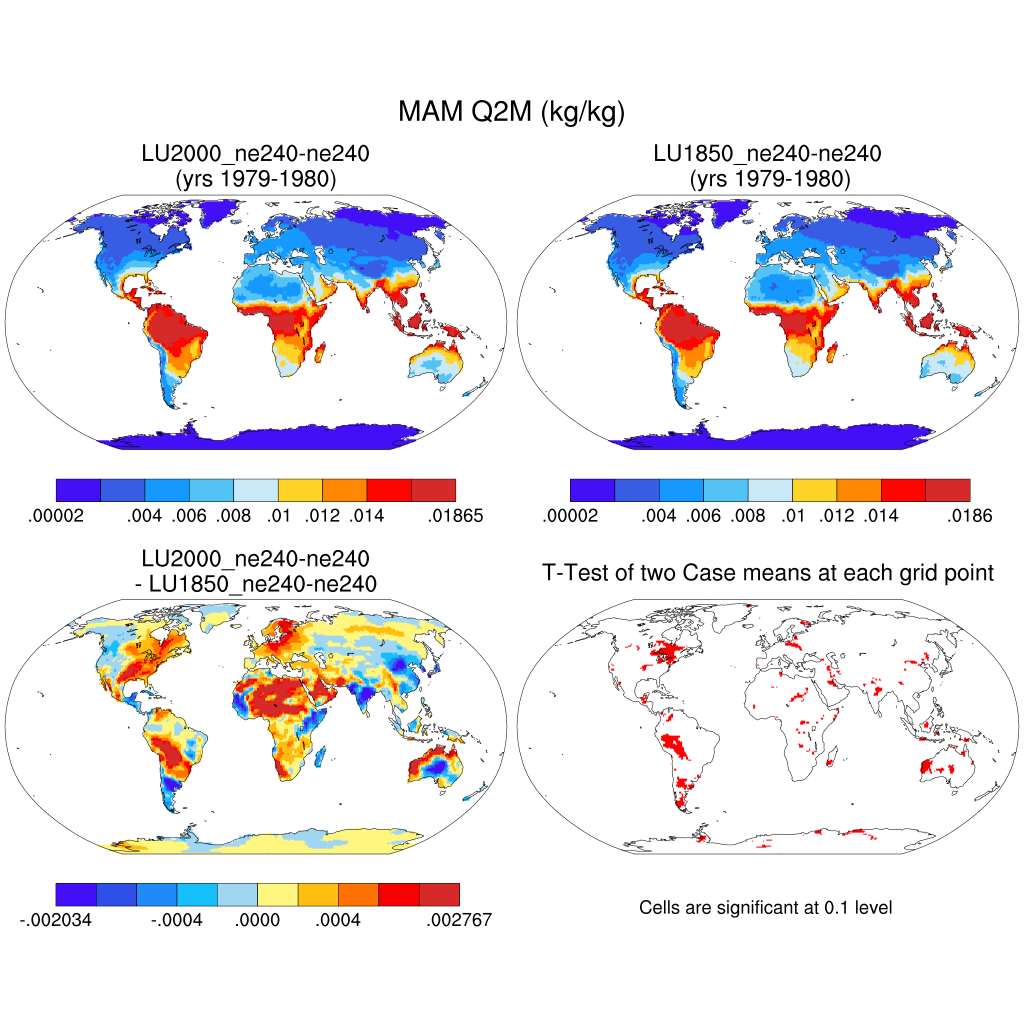 MAM Q2M (kg/kg)
LU2000_ne240-ne240
(yrs 1979-1980)
LU1850_ne240-ne240
(yrs 1979-1980)
.00002 .004 .006 .008 .01 .012 .014 .01865
.00002 .004 .006 .008 .01 .012 .014 .0186
LU2000_ne240-ne240
- LU1850_ne240-ne240
T-Test of two Case means at each grid point
-.002034 -.0004 .0000 .0004 .002767
Cells are significant at 0.1 level